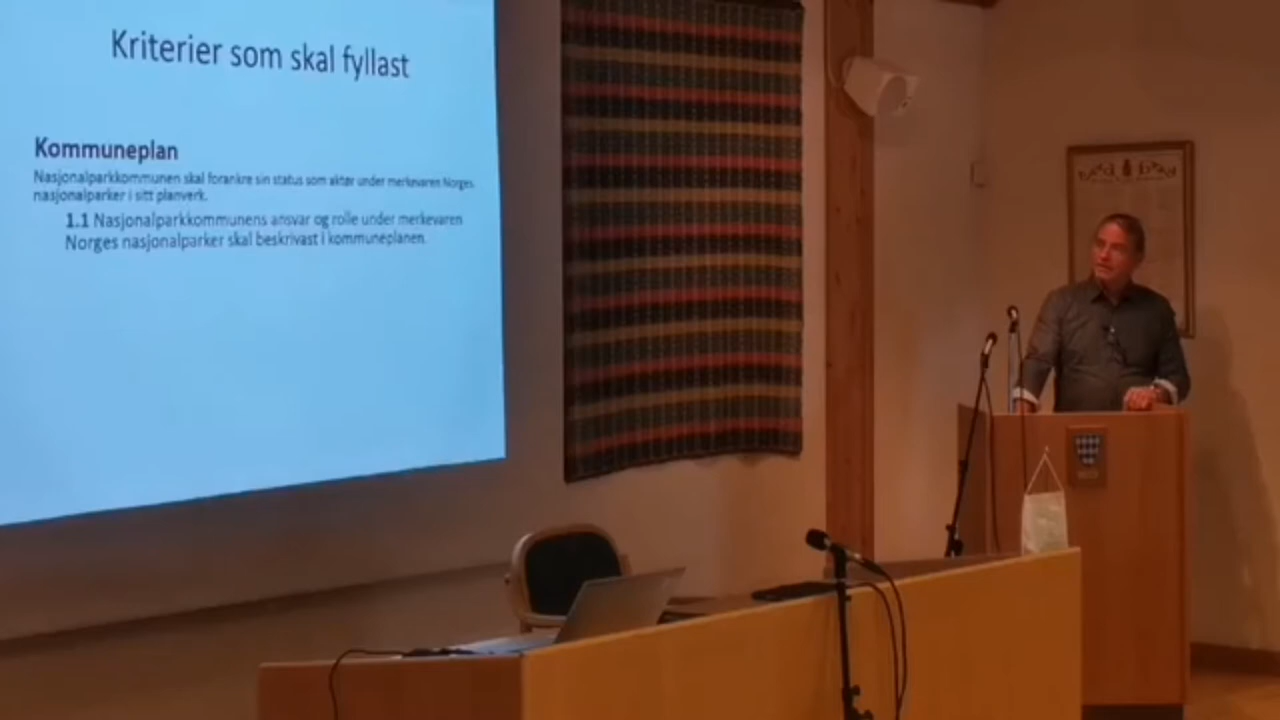 Kriterier som skal fyllast
Kommuneplan
Nasjonalparkkommunen skal forankre sin status som aktør under merkevaren Norges
nasjonalparker i sitt planverk.
1.1 Nasjonalparkkommunens ansvar og rolle under merkevaren
Norges nasjonalparker skal beskrivast i kommuneplanen.